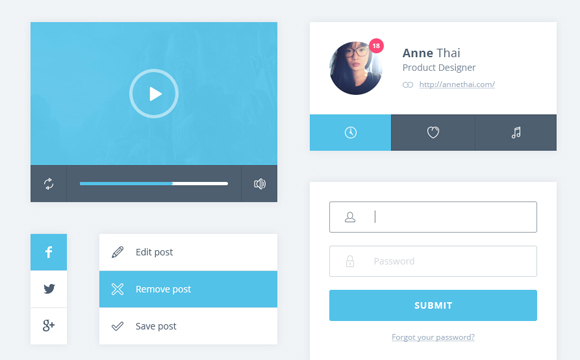 18
Anne Thai
Product Designer
http://annethai.com/
f
g+
Edit post
Remove post
Save post
Password
SUBMIT
Forgot your password?